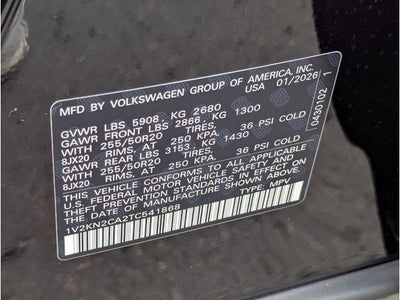 MFD BY VOLKSWAGEN GROUP OF AMERICA, INC.
USA 01/2026
GVWR LBS 5908, KG 2680
GAWR FRONT LBS 2866, KG 1300
WITH 255/50R20 TIRES,
8JX20 RIMS, AT 250 KPA, 36 PSI COLD
GAWR REAR LBS 3153, KG 1430
WITH 255/50R20 TIRES,
8JX20 RIMS, AT 250 KPA, 36 PSI COLD
THIS VEHICLE CONFORMS TO ALL APPLICABLE
FEDERAL MOTOR VEHICLE SAFETY, BUMPER, AND
THEFT PREVENTION STANDARDS IN EFFECT ON
THE DATE OF MANUFACTURE SHOWN ABOVE.
1V2KN2CA2TC541868 TYPE: MPV
0430102 1